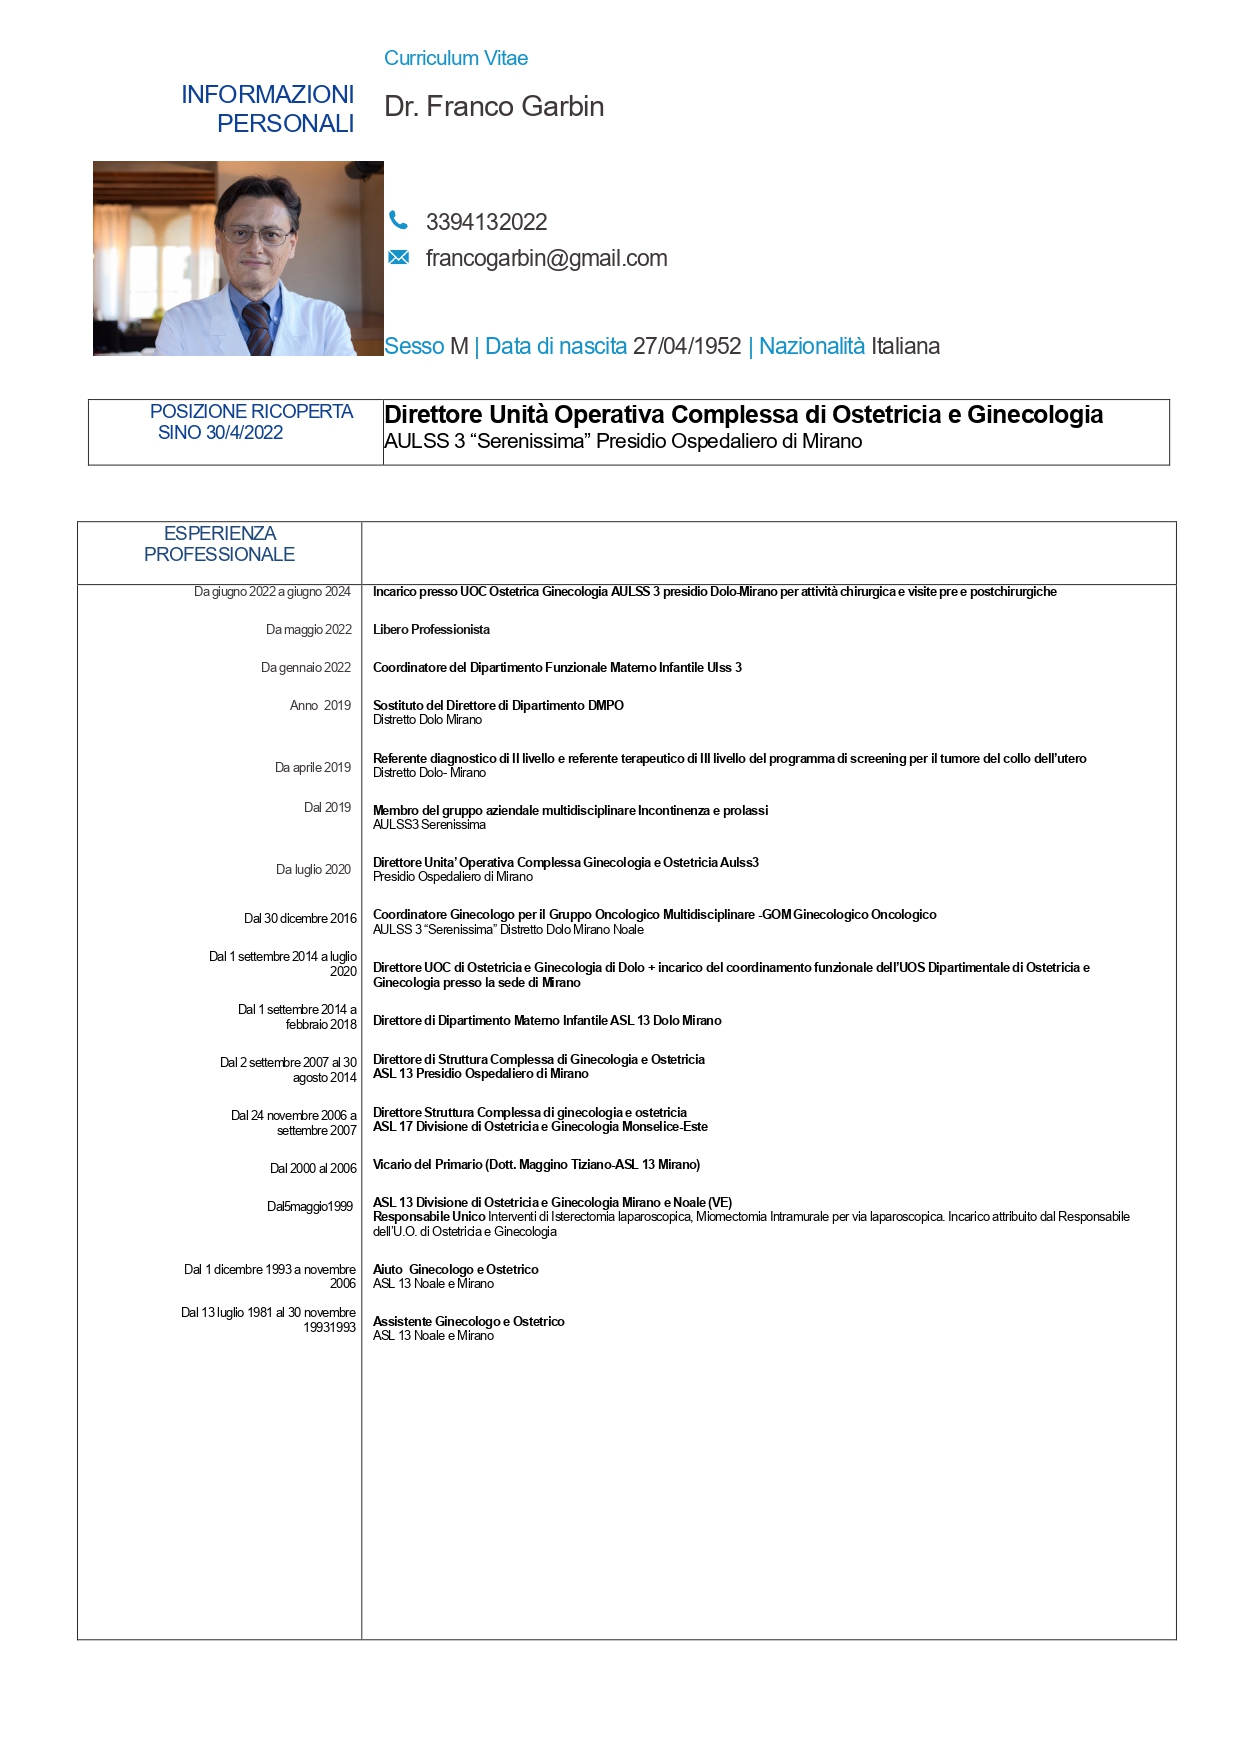 Curriculum Vitae
INFORMAZIONI
PERSONALI
Dr. Franco Garbin
3394132022
francogarbin@gmail.com
Sesso M | Data di nascita 27/04/1952 | Nazionalità Italiana
POSIZIONE RICOPERTA
SINO 30/4/2022
Direttore Unità Operativa Complessa di Ostetricia e Ginecologia
AULSS 3 “Serenissima” Presidio Ospedaliero di Mirano
ESPERIENZA
PROFESSIONALE
Da giugno 2022 a giugno 2024
Incarico presso UOC Ostetrica Ginecologia AULSS 3 presidio Dolo-Mirano per attività chirurgica e visite pre e postchirurgiche
Da maggio 2022
Libero Professionista
Da gennaio 2022
Coordinatore del Dipartimento Funzionale Materno Infantile Ulss 3
Anno 2019
Sostituto del Direttore di Dipartimento DMPO
Distretto Dolo Mirano
Da aprile 2019
Referente diagnostico di II livello e referente terapeutico di III livello del programma di screening per il tumore del collo dell’utero
Distretto Dolo- Mirano
Dal 2019
Membro del gruppo aziendale multidisciplinare Incontinenza e prolassi
AULSS3 Serenissima
Da luglio 2020
Direttore Unita’ Operativa Complessa Ginecologia e Ostetricia Aulss3
Presidio Ospedaliero di Mirano
Dal 30 dicembre 2016
Coordinatore Ginecologo per il Gruppo Oncologico Multidisciplinare -GOM Ginecologico Oncologico
AULSS 3 “Serenissima” Distretto Dolo Mirano Noale
Dal 1 settembre 2014 a luglio
2020
Direttore UOC di Ostetricia e Ginecologia di Dolo + incarico del coordinamento funzionale dell’UOS Dipartimentale di Ostetricia e
Ginecologia presso la sede di Mirano
Dal 1 settembre 2014 a
febbraio 2018
Direttore di Dipartimento Materno Infantile ASL 13 Dolo Mirano
Dal 2 settembre 2007 al 30
agosto 2014
Direttore di Struttura Complessa di Ginecologia e Ostetricia
ASL 13 Presidio Ospedaliero di Mirano
Dal 24 novembre 2006 a
settembre 2007
Direttore Struttura Complessa di ginecologia e ostetricia
ASL 17 Divisione di Ostetricia e Ginecologia Monselice-Este
Dal 2000 al 2006
Vicario del Primario (Dott. Maggino Tiziano-ASL 13 Mirano)
Dal5maggio1999
ASL 13 Divisione di Ostetricia e Ginecologia Mirano e Noale (VE)
Responsabile Unico Interventi di Isterectomia laparoscopica, Miomectomia Intramurale per via laparoscopica. Incarico attribuito dal Responsabile
dell’U.O. di Ostetricia e Ginecologia
Dal 1 dicembre 1993 a novembre
2006
Aiuto Ginecologo e Ostetrico
ASL 13 Noale e Mirano
Dal 13 luglio 1981 al 30 novembre
19931993
Assistente Ginecologo e Ostetrico
ASL 13 Noale e Mirano